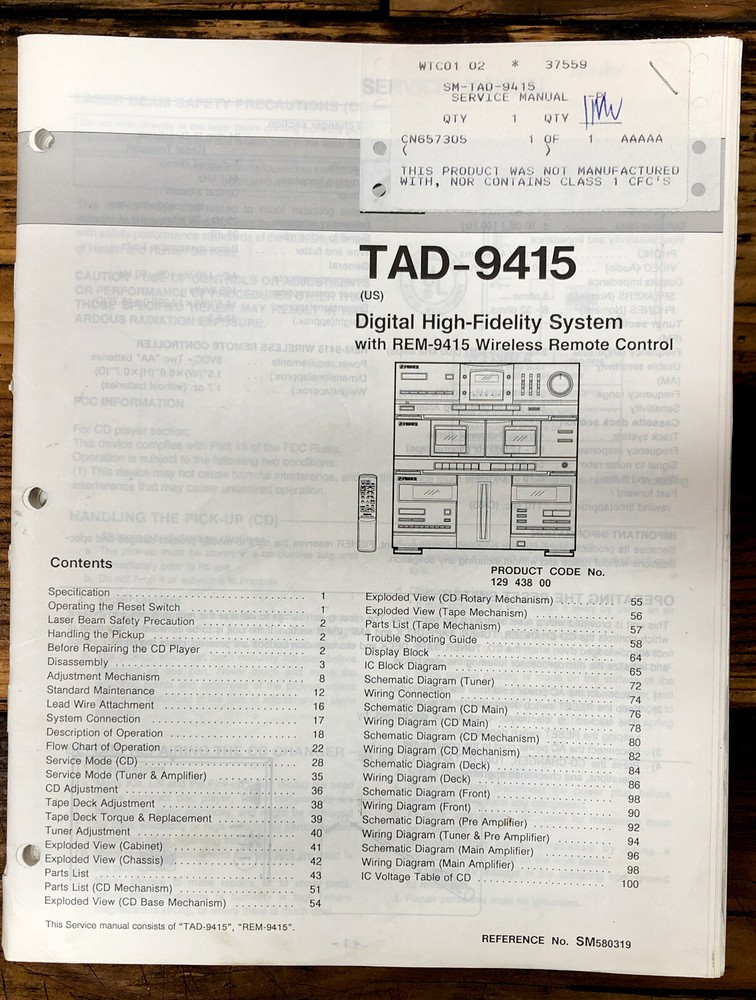 WTC01 02 * 37559
SM-TAD-9415
SERVICE MANUAL -P
QTY 1 QTY
CN657305 1 OF 1 AAAAA
( )
THIS PRODUCT WAS NOT MANUFACTURED
WITH, NOR CONTAINS CLASS 1 CFC'S
TAD-9415
(US)
Digital High-Fidelity System
with REM-9415 Wireless Remote Control
PRODUCT CODE No.
129 438 00
Contents
Specification 1
Operating the Reset Switch 1
Laser Beam Safety Precaution 2
Handling the Pickup 2
Before Repairing the CD Player 2
Disassembly 3
Adjustment Mechanism 8
Standard Maintenance 12
Lead Wire Attachment 16
System Connection 17
Description of Operation 18
Flow Chart of Operation 22
Service Mode (CD) 28
Service Mode (Tuner & Amplifier) 35
CD Adjustment 36
Tape Deck Adjustment 38
Tape Deck Torque & Replacement 39
Tuner Adjustment 40
Exploded View (Cabinet) 41
Exploded View (Chassis) 42
Parts List 43
Parts List (CD Mechanism) 51
Exploded View (CD Base Mechanism) 54
Exploded View (CD Rotary Mechanism) 55
Exploded View (Tape Mechanism) 56
Parts List (Tape Mechanism) 57
Trouble Shooting Guide 58
Display Block 64
IC Block Diagram 65
Schematic Diagram (Tuner) 72
Wiring Connection 74
Schematic Diagram (CD Main) 76
Wiring Diagram (CD Main) 78
Schematic Diagram (CD Mechanism) 80
Wiring Diagram (CD Mechanism) 82
Schematic Diagram (Deck) 84
Wiring Diagram (Deck) 86
Schematic Diagram (Front) 98
Wiring Diagram (Front) 90
Schematic Diagram (Pre Amplifier) 92
Wiring Diagram (Tuner & Pre Amplifier) 94
Schematic Diagram (Main Amplifier) 96
Wiring Diagram (Main Amplifier) 98
IC Voltage Table of CD 100
This Service manual consists of "TAD-9415", "REM-9415".
REFERENCE No. SM580319